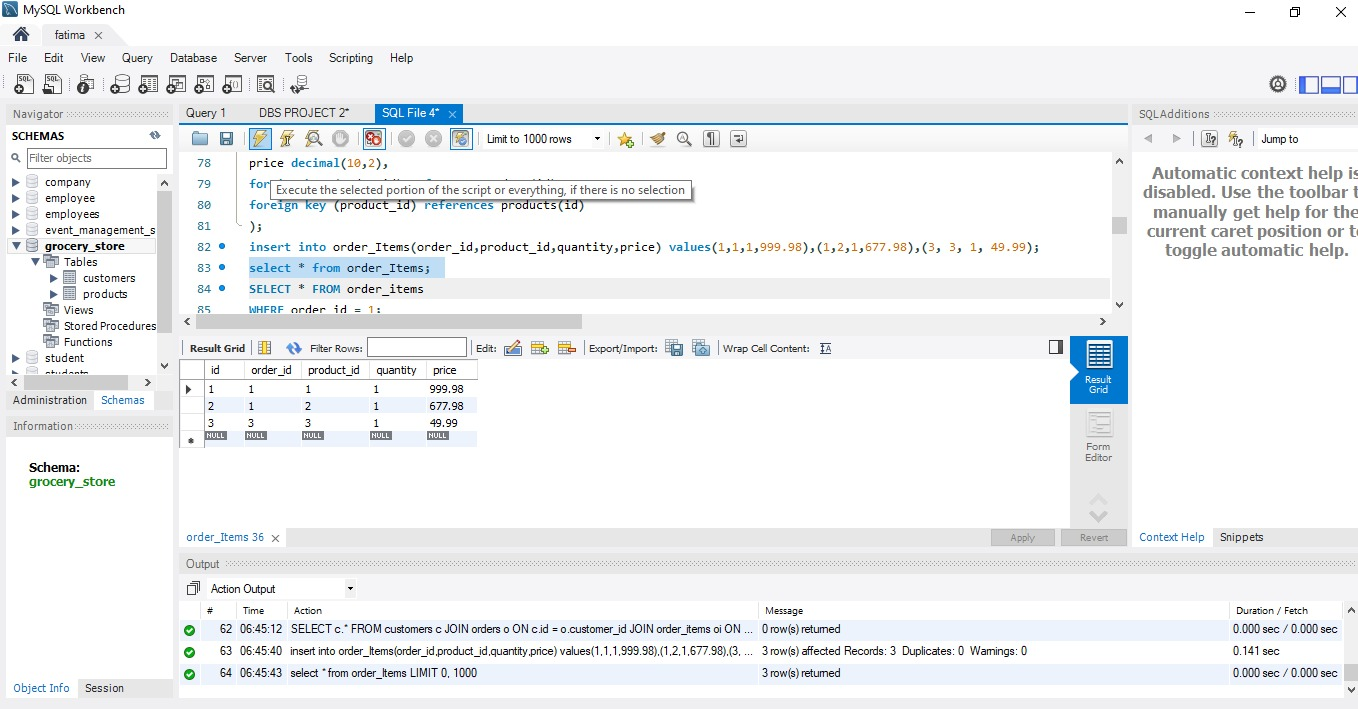 MySQL Workbench
fatima
File Edit View Query Database Server Tools Scripting Help
Navigator
SCHEMAS
Filter objects
company
employee
employees
event_management_s
grocery_store
Tables
customers
products
Views
Stored Procedures
Functions
student
Administration Schemas
Information
Schema:
grocery_store
Object Info Session
Query 1 DBS PROJECT 2* SQL File 4*
Limit to 1000 rows
78 price decimal(10,2),
79
Execute the selected portion of the script or everything, if there is no selection
80 foreign key (product_id) references products(id)
81 );
82 insert into order_Items(order_id,product_id,quantity,price) values(1,1,1,999.98),(1,2,1,677.98),(3, 3, 1, 49.99);
83 select * from order_Items;
84 SELECT * FROM order_items
85 WHERE order_id = 1;
Result Grid Filter Rows: Edit: Export/Import: Wrap Cell Content:
id order_id product_id quantity price
1 1 1 1 999.98
2 1 2 1 677.98
3 3 3 1 49.99
NULL NULL NULL NULL NULL
Result Grid
Form Editor
order_Items 36 Apply Revert
Output
Action Output
# Time Action Message Duration / Fetch
62 06:45:12 SELECT c.* FROM customers c JOIN orders o ON c.id = o.customer_id JOIN order_items oi ON ... 0 row(s) returned 0.000 sec / 0.000 sec
63 06:45:40 insert into order_Items(order_id,product_id,quantity,price) values(1,1,1,999.98),(1,2,1,677.98),(3, ... 3 row(s) affected Records: 3 Duplicates: 0 Warnings: 0 0.141 sec
64 06:45:43 select * from order_Items LIMIT 0, 1000 3 row(s) returned 0.000 sec / 0.000 sec
SQLAdditions
Jump to
Automatic context help is
disabled. Use the toolbar t
manually get help for the
current caret position or to
toggle automatic help.
Context Help Snippets